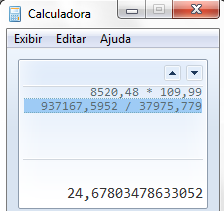 Calculadora
Exibir Editar Ajuda
8520,48 * 109,99
937167,5952 / 37975,779
24,67803478633052